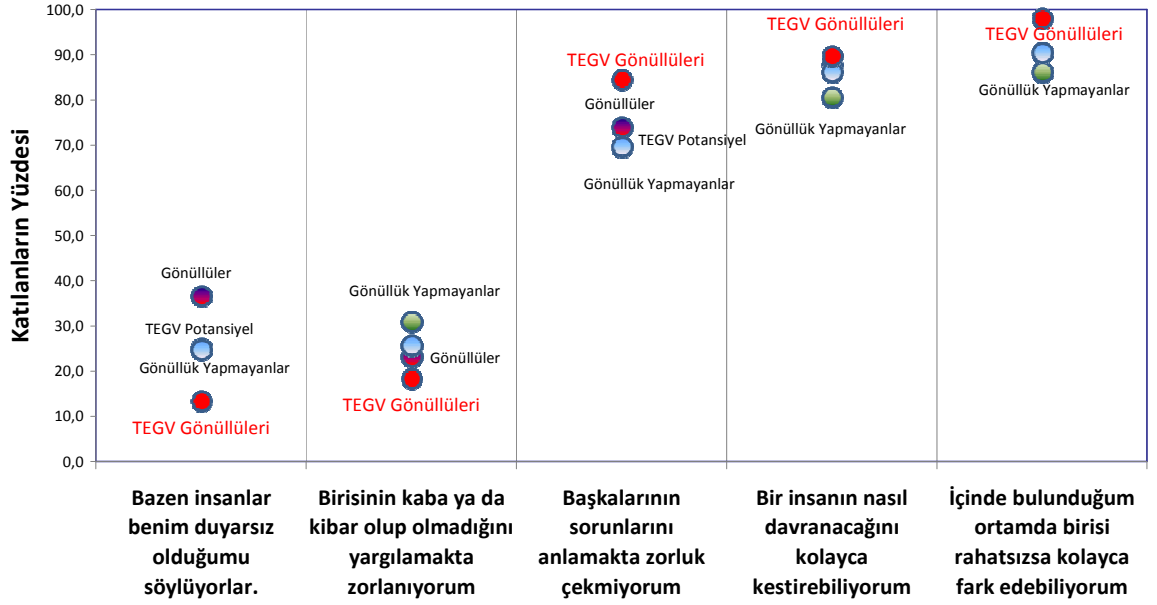 Katılanların Yüzdesi
100,0
90,0
80,0
70,0
60,0
50,0
40,0
30,0
20,0
10,0
0,0
Gönüllüler
TEGV Potansiyel
Gönüllük Yapmayanlar
TEGV Gönüllüleri
Gönüllük Yapmayanlar
Gönüllüler
TEGV Gönüllüleri
TEGV Gönüllüleri
Gönüllüler
TEGV Potansiyel
Gönüllük Yapmayanlar
TEGV Gönüllüleri
Gönüllük Yapmayanlar
TEGV Gönüllüleri
Gönüllük Yapmayanlar
Bazen insanlar
benim duyarsız
olduğumu
söylüyorlar.
Birisinin kaba ya da
kibar olup olmadığını
yargılamakta
zorlanıyorum
Başkalarının
sorunlarını
anlamakta zorluk
çekmiyorum
Bir insanın nasıl
davranacağını
kolayca
kestirebiliyorum
İçinde bulunduğum
ortamda birisi
rahatsızsa kolayca
fark edebiliyorum